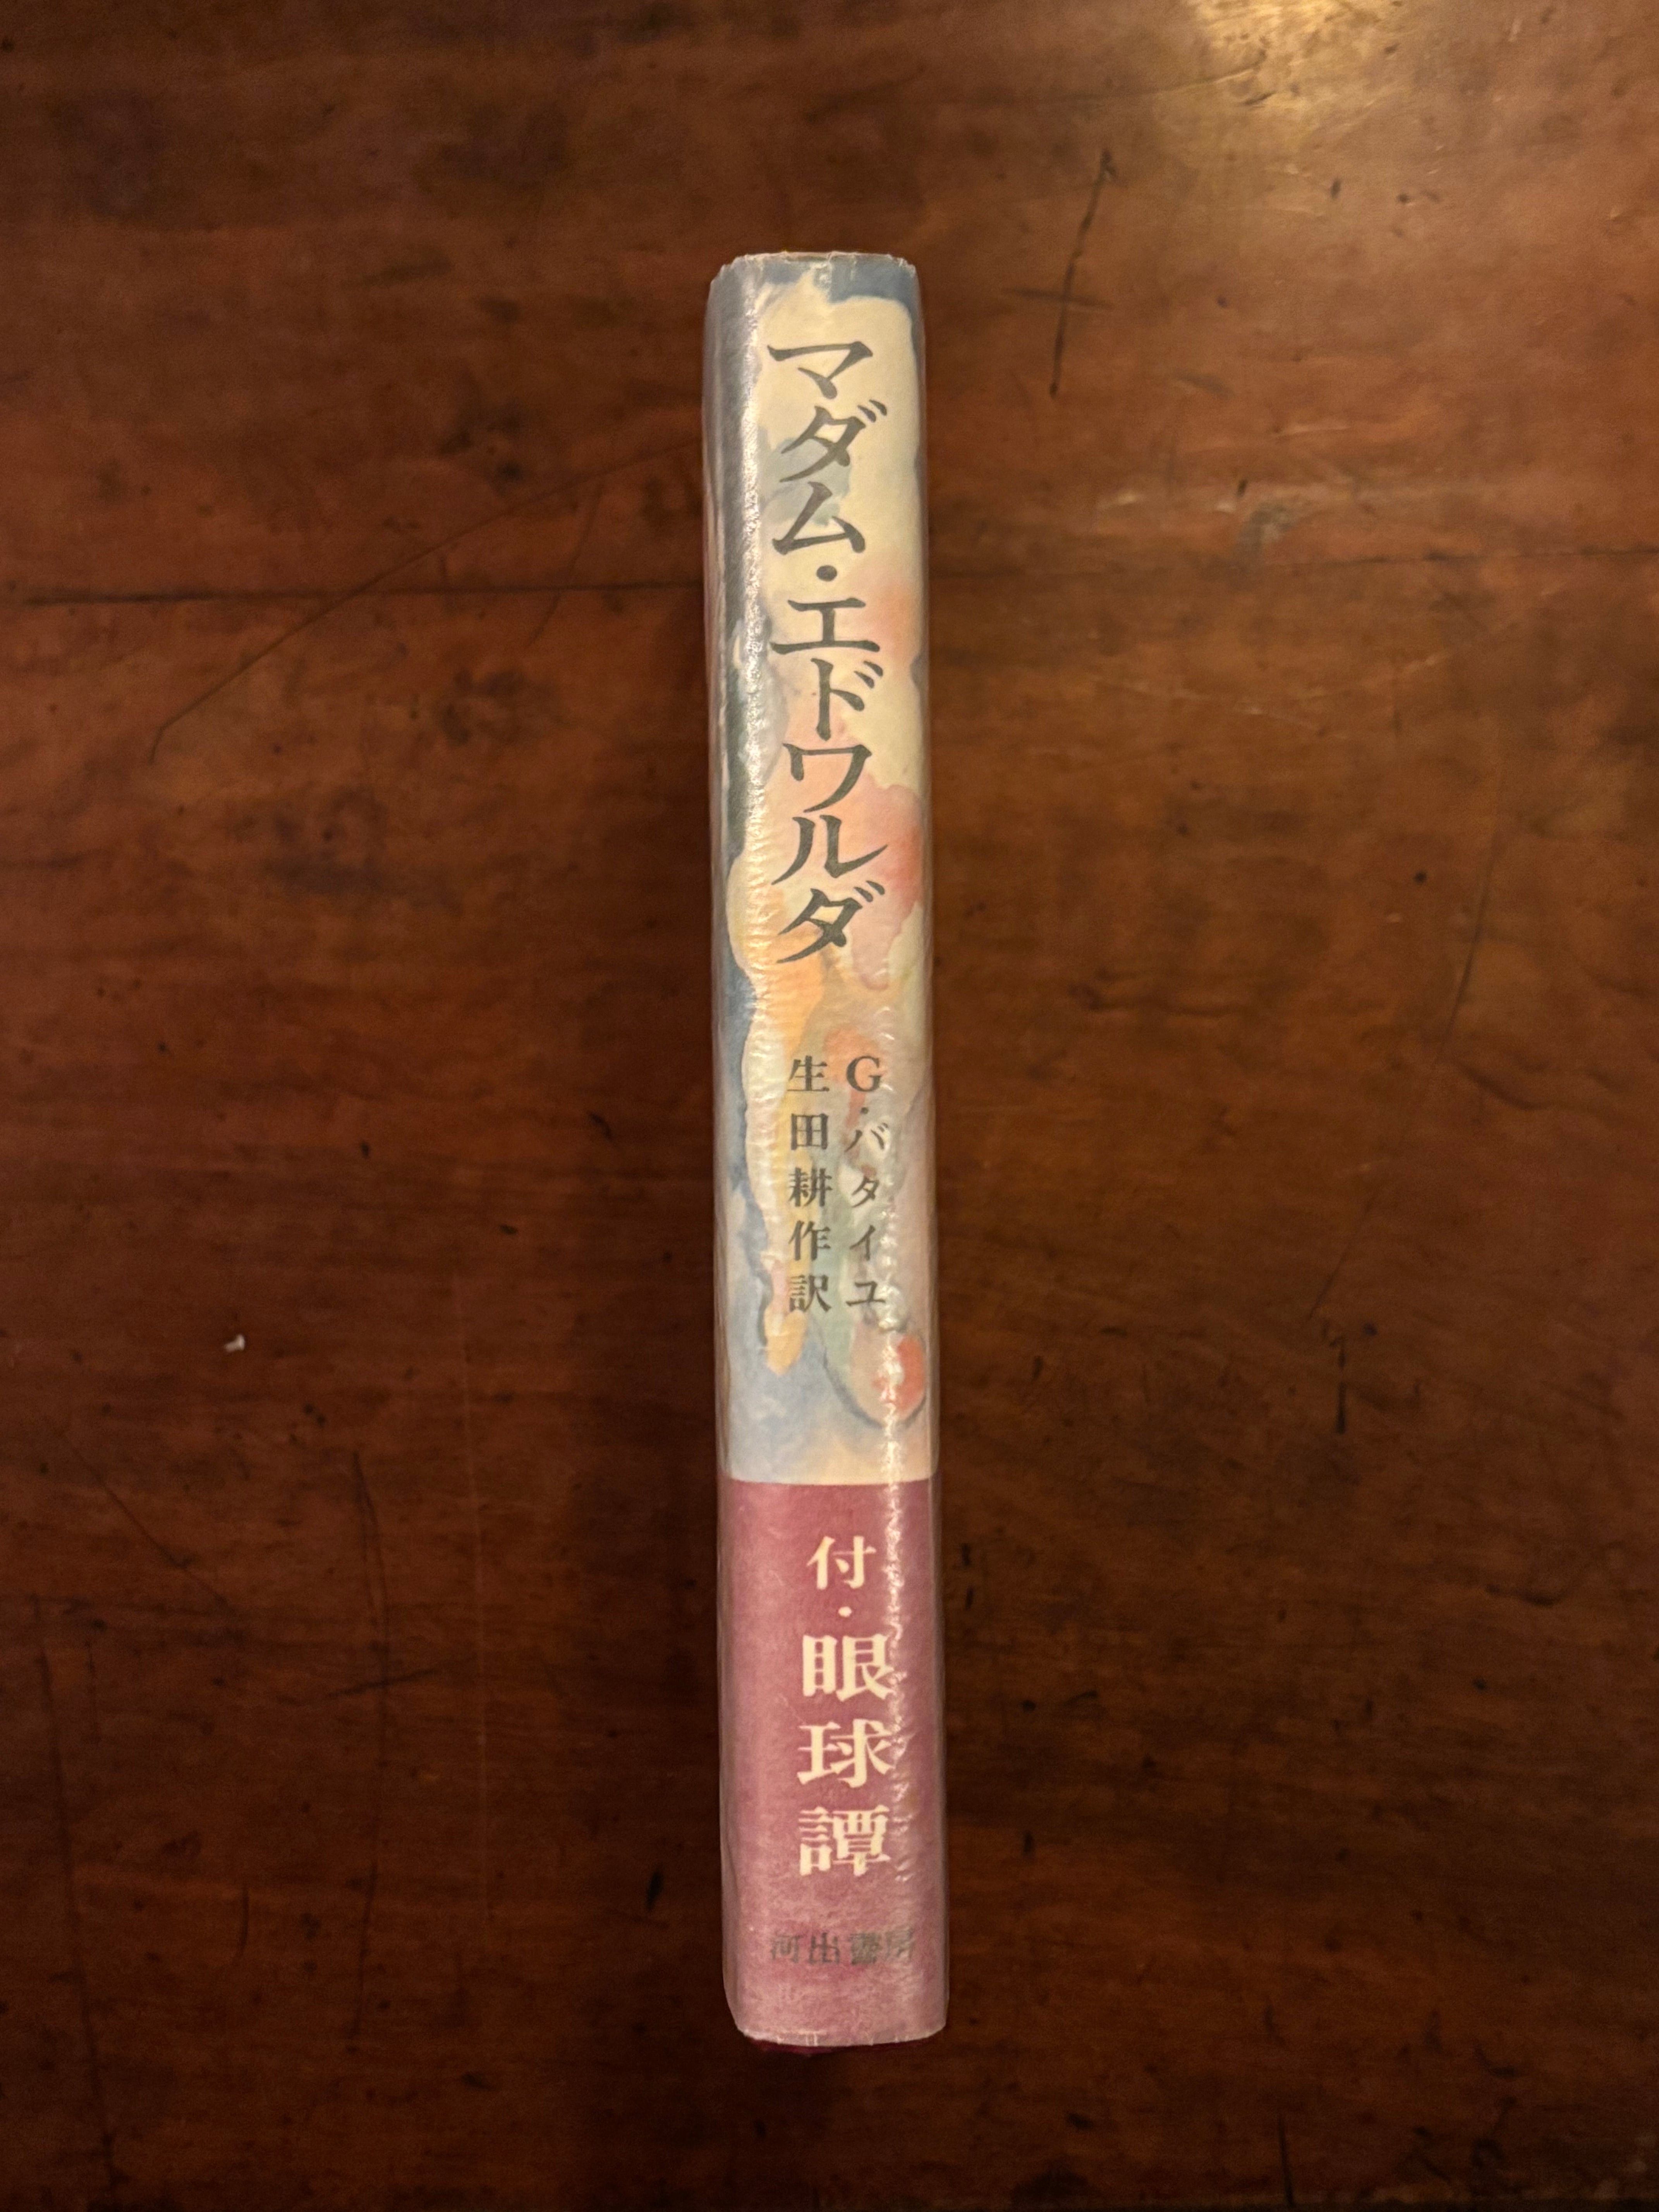 マダム・エドワルダ
G・バタイユ
生田耕作訳
付・眼球譚
河出書房